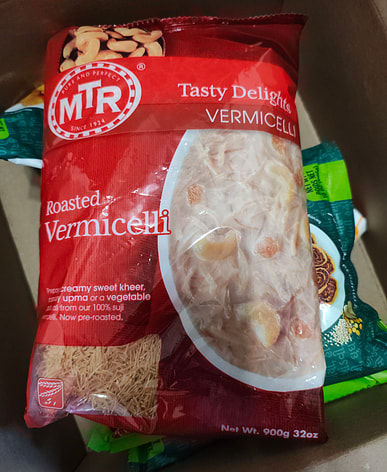 PURE AND PERFECT
MTR
®
SINCE 1924
Tasty Delights
VERMICELLI
Roasted
Vermicelli
creamy sweet kheer,
upma or a vegetable
from our 100% suji
Now pre-roasted.
Net Wt. 900g 32oz